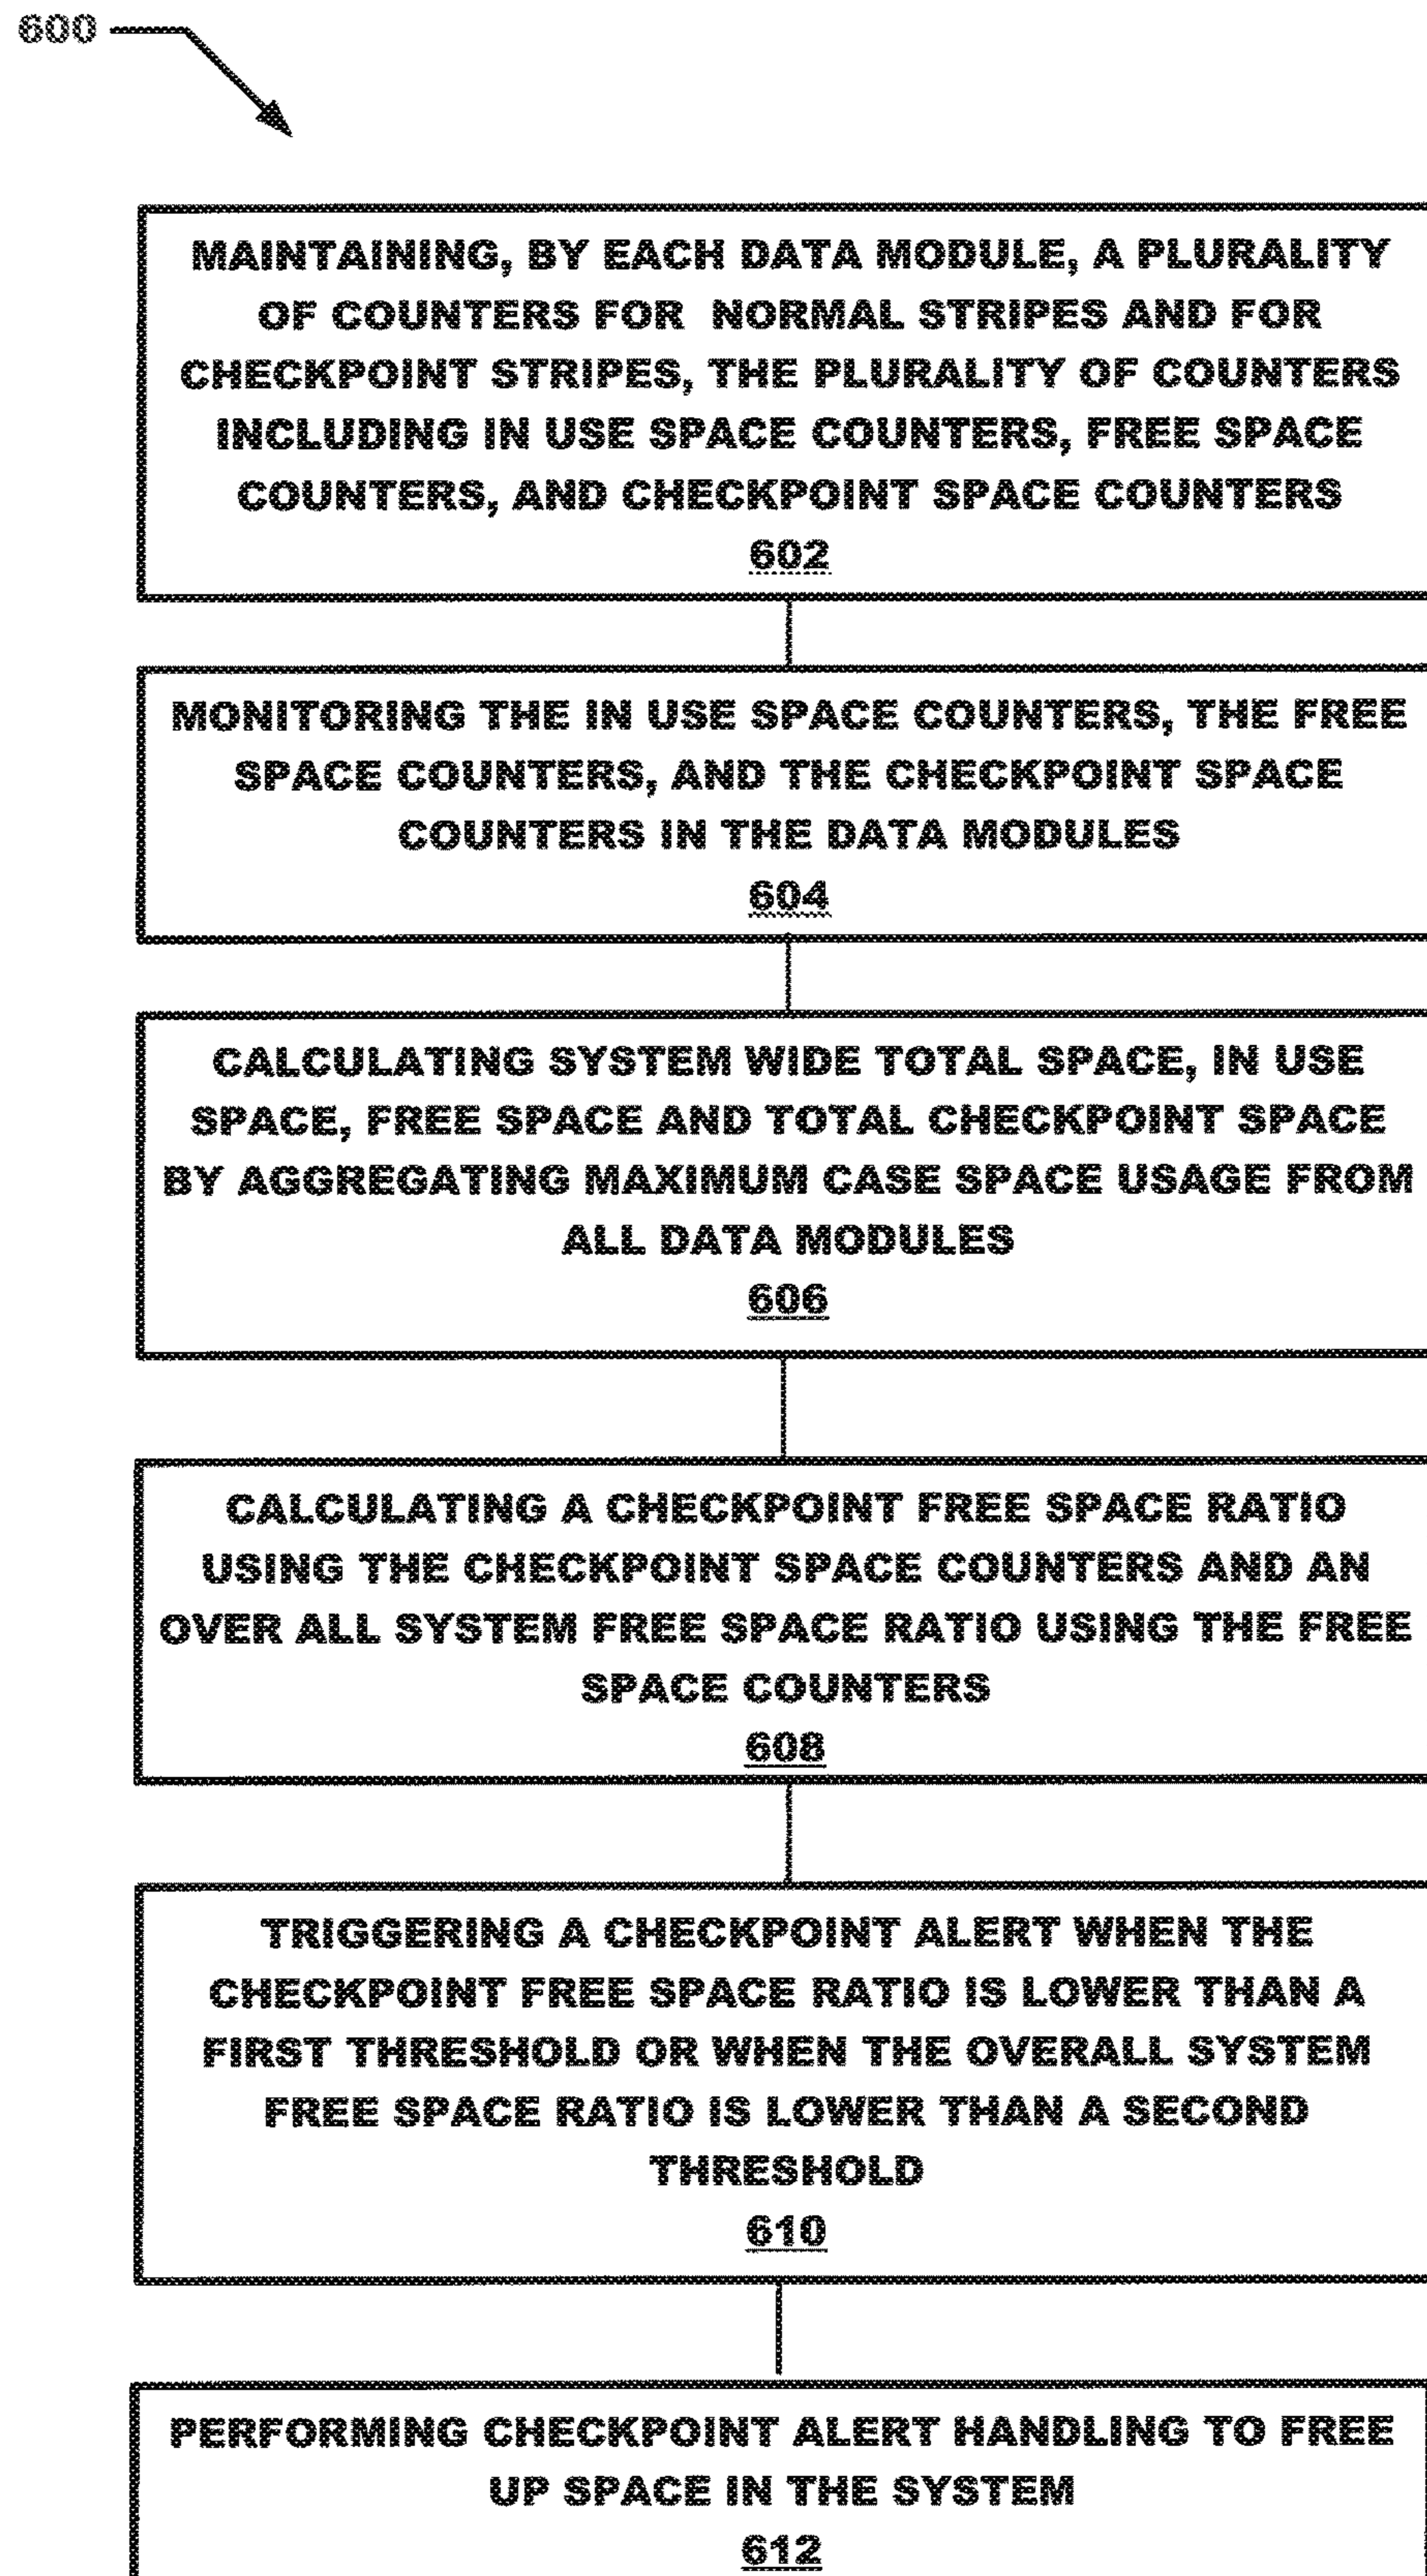 600
MAINTAINING, BY EACH DATA MODULE, A PLURALITY
OF COUNTERS FOR NORMAL STRIPES AND FOR
CHECKPOINT STRIPES, THE PLURALITY OF COUNTERS
INCLUDING IN USE SPACE COUNTERS, FREE SPACE
COUNTERS, AND CHECKPOINT SPACE COUNTERS
602
MONITORING THE IN USE SPACE COUNTERS, THE FREE
SPACE COUNTERS, AND THE CHECKPOINT SPACE
COUNTERS IN THE DATA MODULES
604
CALCULATING SYSTEM WIDE TOTAL SPACE, IN USE
SPACE, FREE SPACE AND TOTAL CHECKPOINT SPACE
BY AGGREGATING MAXIMUM CASE SPACE USAGE FROM
ALL DATA MODULES
606
CALCULATING A CHECKPOINT FREE SPACE RATIO
USING THE CHECKPOINT SPACE COUNTERS AND AN
OVER ALL SYSTEM FREE SPACE RATIO USING THE FREE
SPACE COUNTERS
608
TRIGGERING A CHECKPOINT ALERT WHEN THE
CHECKPOINT FREE SPACE RATIO IS LOWER THAN A
FIRST THRESHOLD OR WHEN THE OVERALL SYSTEM
FREE SPACE RATIO IS LOWER THAN A SECOND
THRESHOLD
610
PERFORMING CHECKPOINT ALERT HANDLING TO FREE
UP SPACE IN THE SYSTEM
612